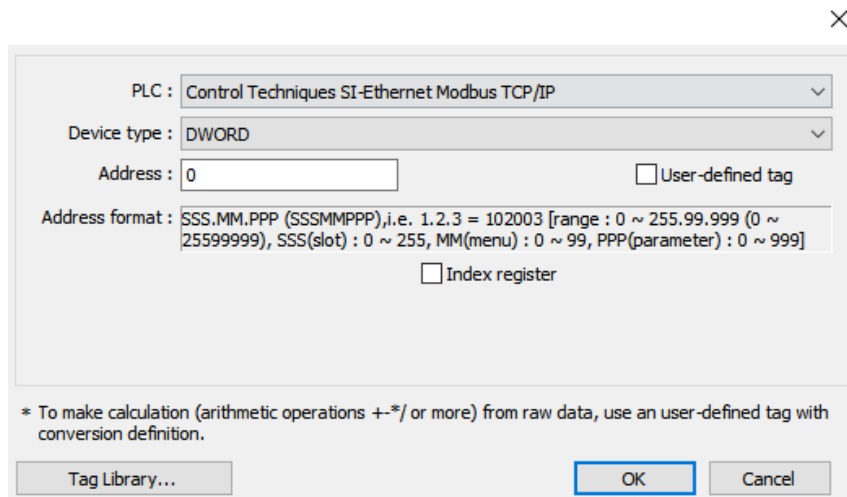 PLC : Control Techniques SI-Ethernet Modbus TCP/IP
Device type : DWORD
Address : 0 User-defined tag
Address format : SSS.MM.PPP (SSSMMPPP),i.e. 1.2.3 = 102003 [range : 0 ~ 255.99.999 (0 ~
25599999), SSS(slot) : 0 ~ 255, MM(menu) : 0 ~ 99, PPP(parameter) : 0 ~ 999]
Index register
* To make calculation (arithmetic operations +-*/ or more) from raw data, use an user-defined tag with
conversion definition.
Tag Library... OK Cancel